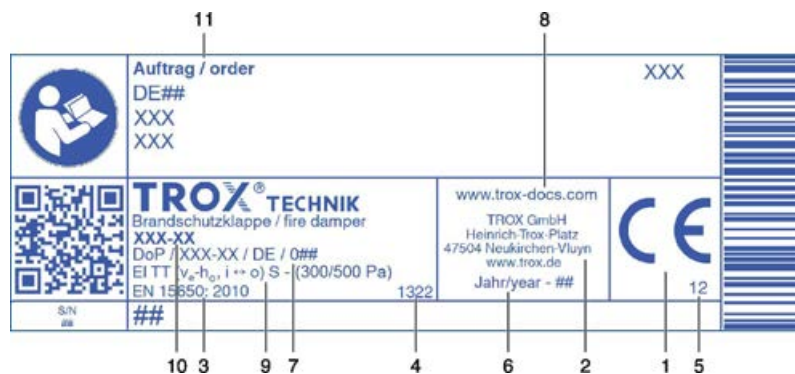 11
8
Auftrag / order
XXX
DE##
XXX
XXX
TROX® TECHNIK
Brandschutzklappe / fire damper
XXX-XX
DoP / XXX-XX / DE / 0##
EI TT (vₑ-hₒ, i ↔ o) S - (300/500 Pa)
EN 15650: 2010
1322
www.trox-docs.com
TROX GmbH
Heinrich-Trox-Platz
47504 Neukirchen-Vluyn
www.trox.de
Jahr/year - ##
CE
12
S/N
##
##
10 3 9 7 4 6 2 1 5